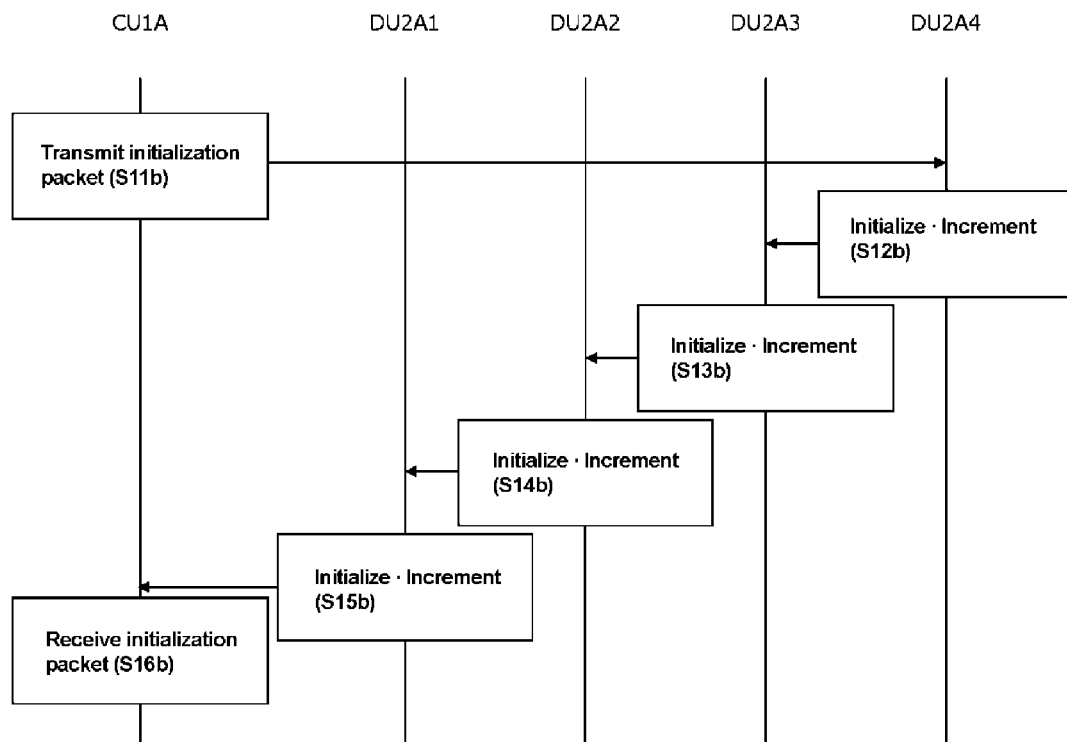 CU1A DU2A1 DU2A2 DU2A3 DU2A4
Transmit initialization
packet (S11b)
Initialize · Increment
(S12b)
Initialize · Increment
(S13b)
Initialize · Increment
(S14b)
Initialize · Increment
(S15b)
Receive initialization
packet (S16b)